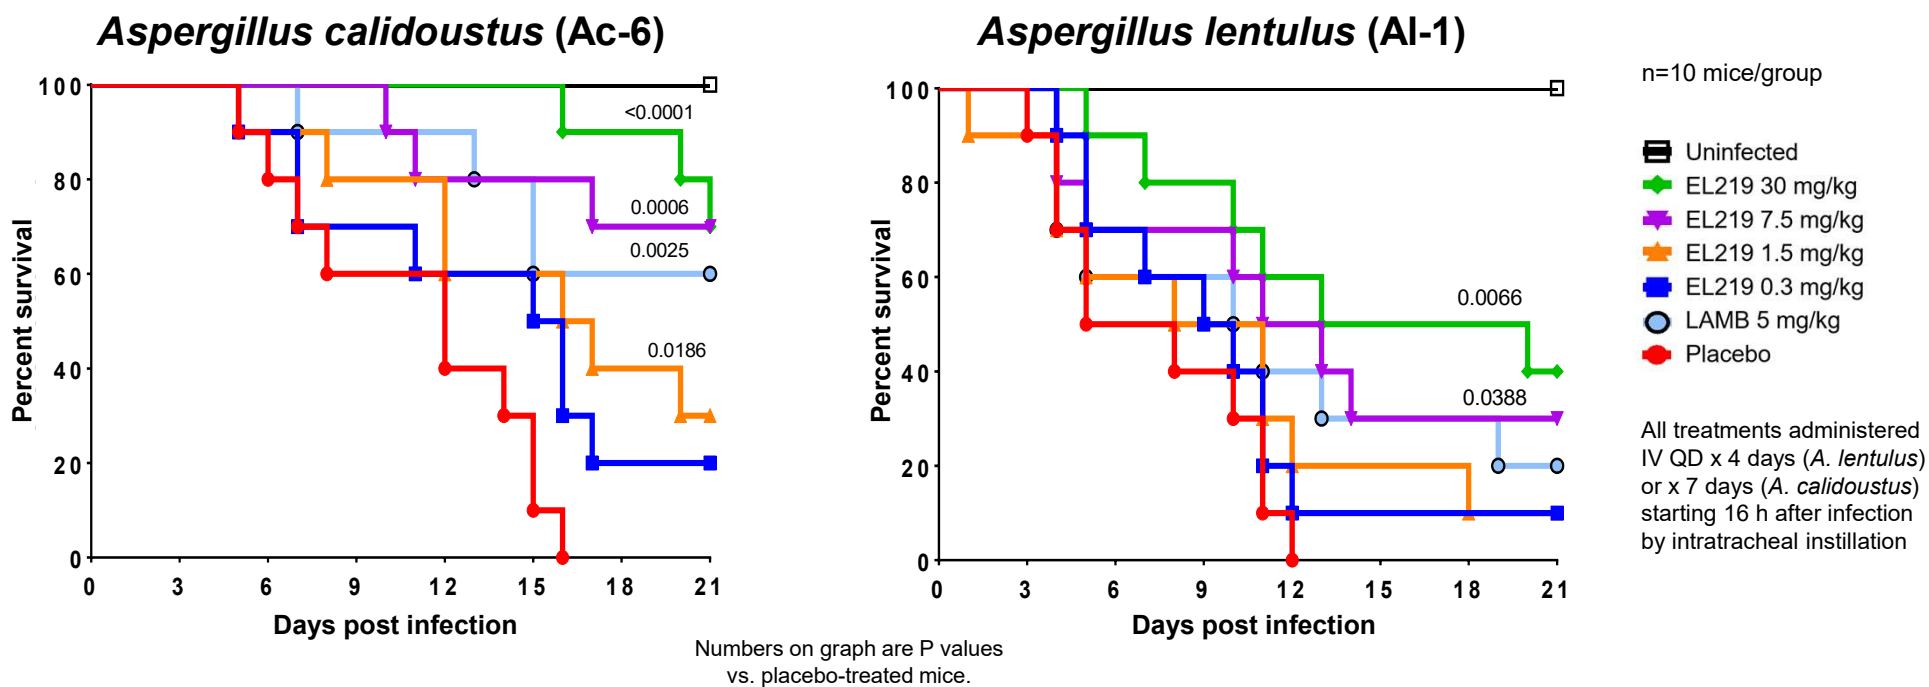 Aspergillus calidoustus (Ac-6)
Percent survival
100
80
60
40
20
0
<0.0001
0.0006
0.0025
0.0186
0 3 6 9 12 15 18 21
Days post infection
Aspergillus lentulus (Al-1)
Percent survival
100
80
60
40
20
0
0.0066
0.0388
0 3 6 9 12 15 18 21
Days post infection
n=10 mice/group
Uninfected
EL219 30 mg/kg
EL219 7.5 mg/kg
EL219 1.5 mg/kg
EL219 0.3 mg/kg
LAMB 5 mg/kg
Placebo
All treatments administered
IV QD x 4 days (A. lentulus)
or x 7 days (A. calidoustus)
starting 16 h after infection
by intratracheal instillation
Numbers on graph are P values
vs. placebo-treated mice.